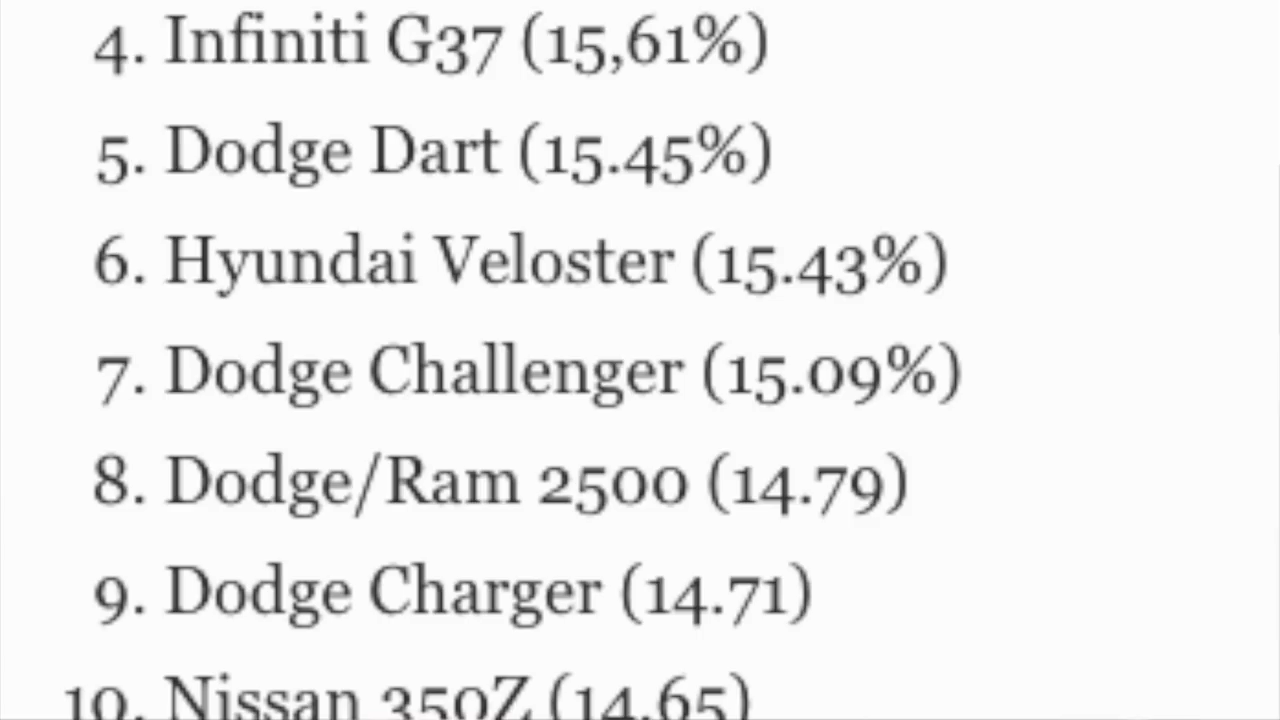 4. Infiniti G37 (15,61%)
5. Dodge Dart (15.45%)
6. Hyundai Veloster (15.43%)
7. Dodge Challenger (15.09%)
8. Dodge/Ram 2500 (14.79)
9. Dodge Charger (14.71)
10. Nissan 350Z (14.65)